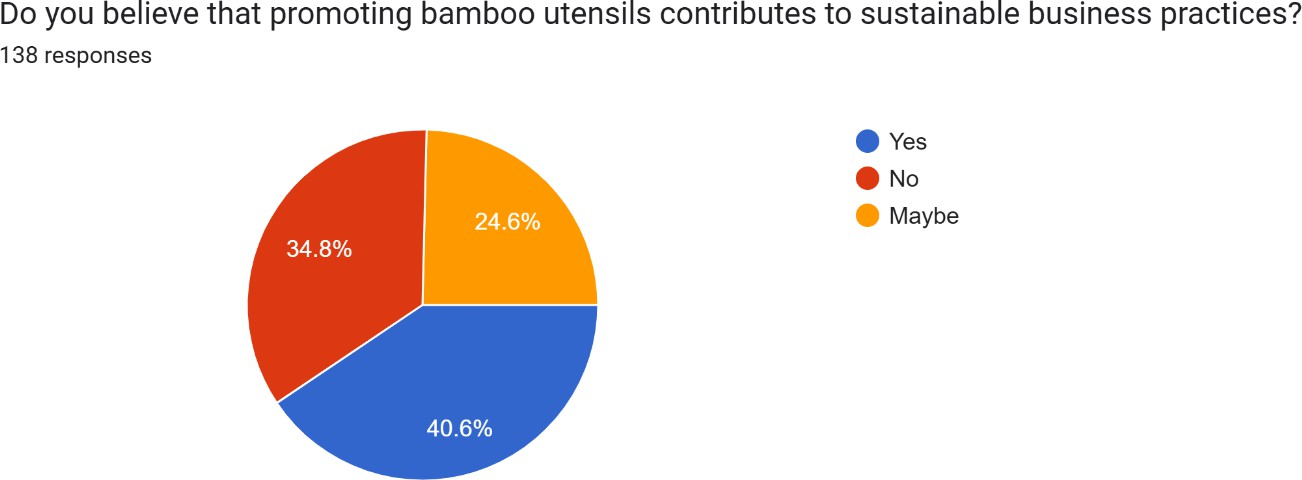 Do you believe that promoting bamboo utensils contributes to sustainable business practices?
138 responses
Yes
No
Maybe
24.6%
34.8%
40.6%